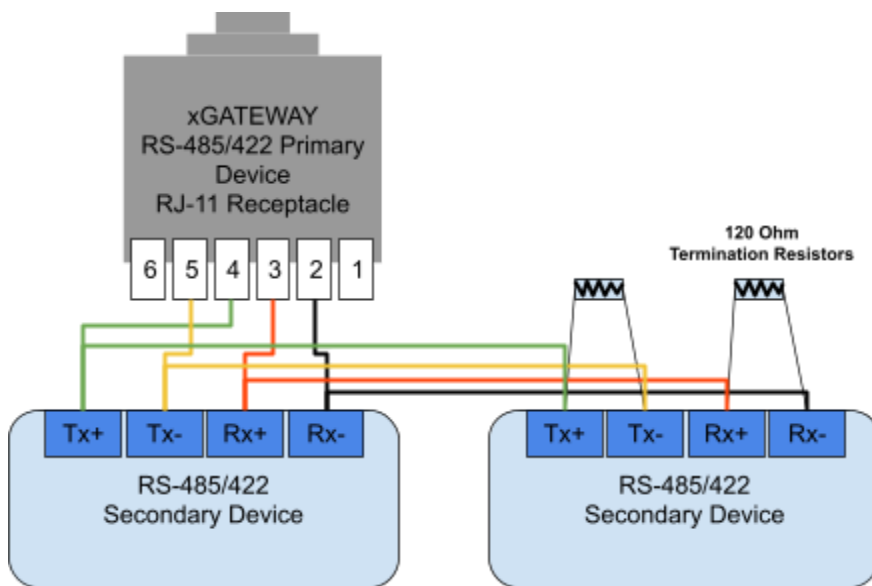 xGATEWAY
RS-485/422 Primary
Device
RJ-11 Receptacle
6 5 4 3 2 1
120 Ohm
Termination Resistors
Tx+ Tx- Rx+ Rx-
RS-485/422
Secondary Device
Tx+ Tx- Rx+ Rx-
RS-485/422
Secondary Device